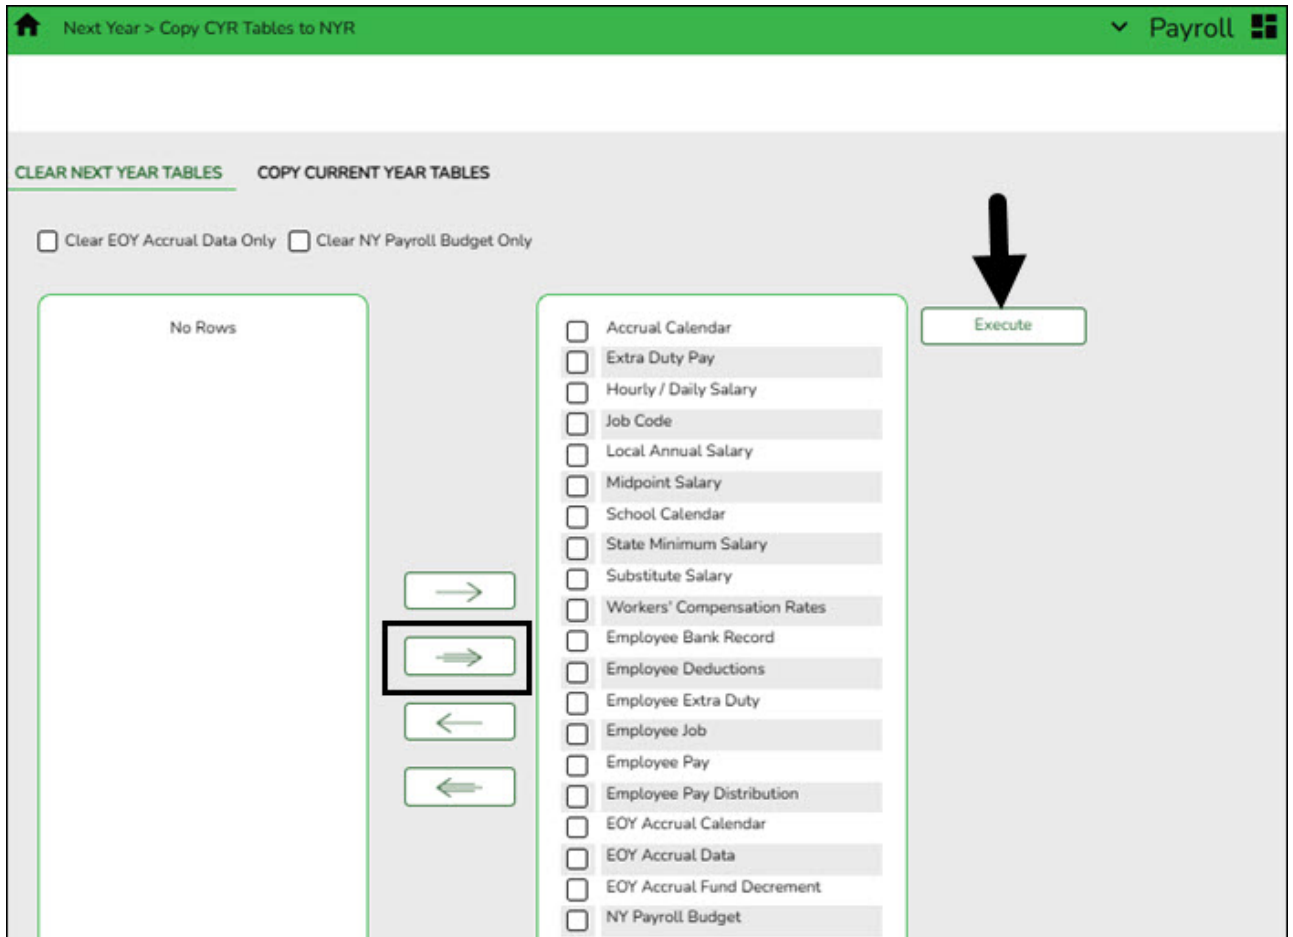 Next Year > Copy CYR Tables to NYR
Payroll
CLEAR NEXT YEAR TABLES
COPY CURRENT YEAR TABLES
Clear EOY Accrual Data Only
Clear NY Payroll Budget Only
No Rows
Accrual Calendar
Extra Duty Pay
Hourly / Daily Salary
Job Code
Local Annual Salary
Midpoint Salary
School Calendar
State Minimum Salary
Substitute Salary
Workers' Compensation Rates
Employee Bank Record
Employee Deductions
Employee Extra Duty
Employee Job
Employee Pay
Employee Pay Distribution
EOY Accrual Calendar
EOY Accrual Data
EOY Accrual Fund Decrement
NY Payroll Budget
Execute